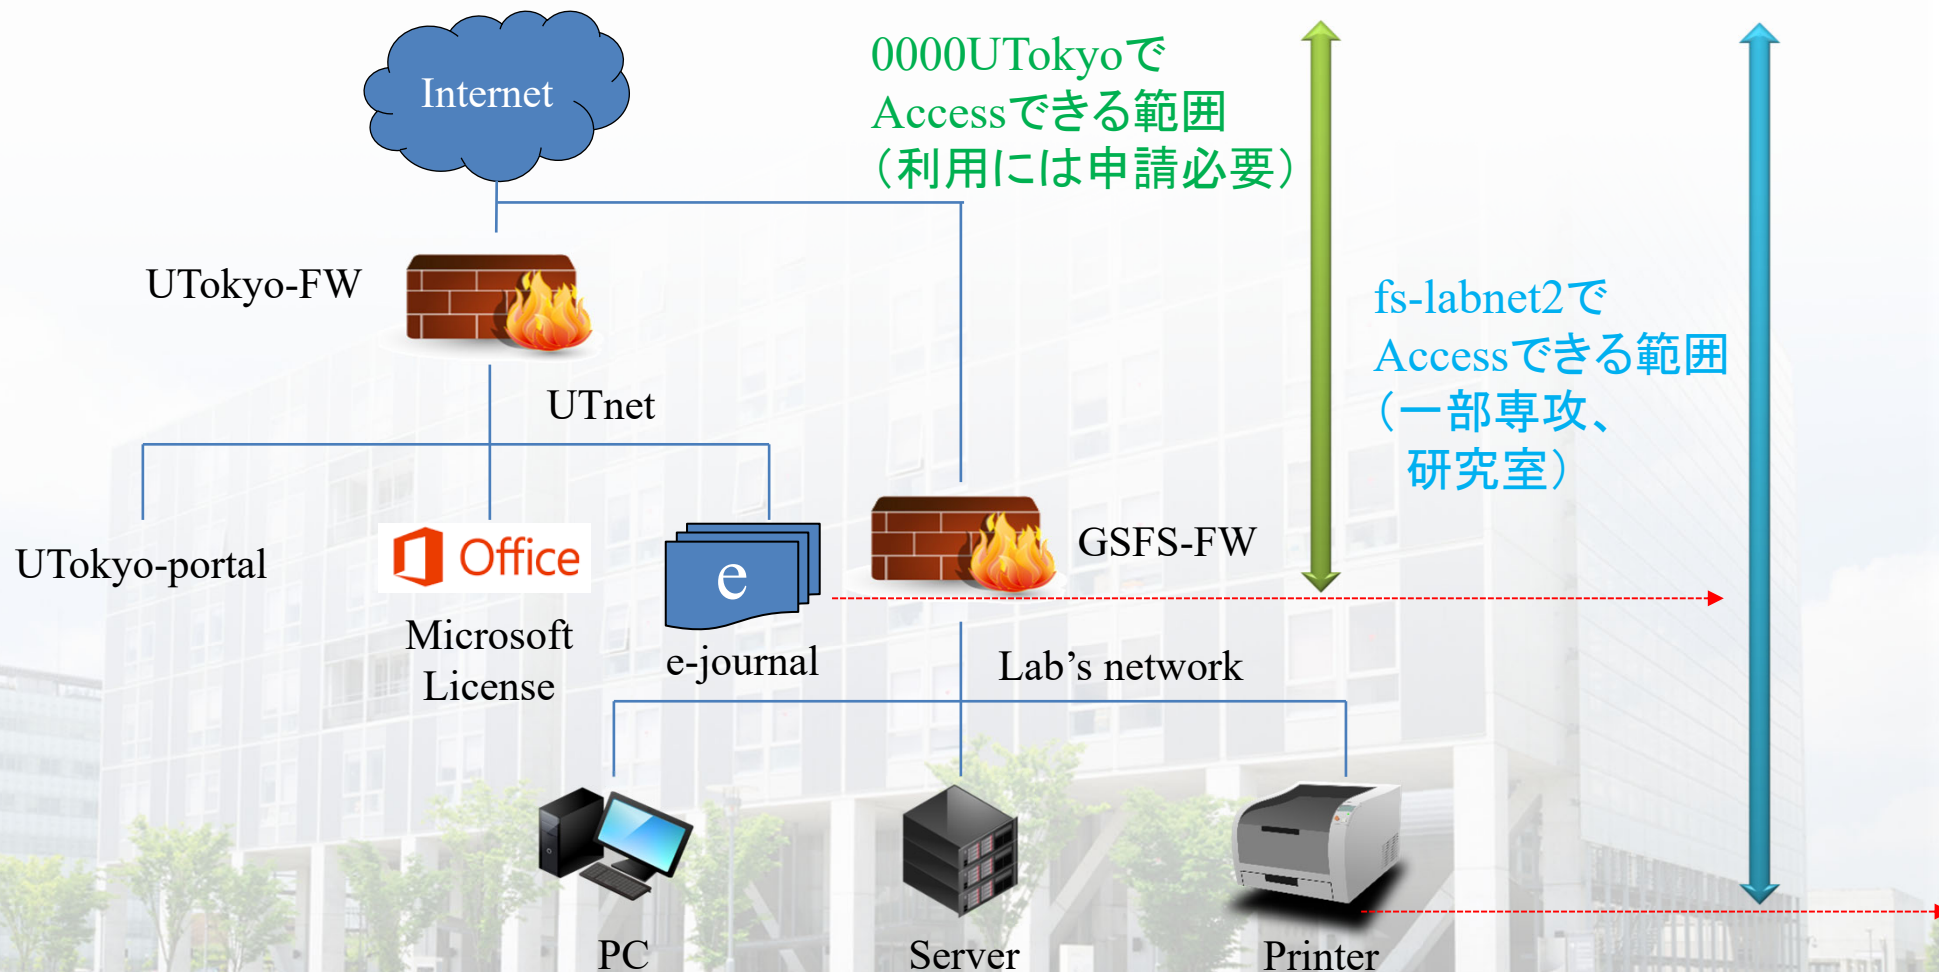 Internet
0000UTokyoで
Accessできる範囲
（利用には申請必要）
UTokyo-FW
fs-labnet2で
Accessできる範囲
（一部専攻、
研究室）
UTnet
UTokyo-portal
Office
Microsoft
License
e
e-journal
GSFS-FW
Lab’s network
PC
Server
Printer